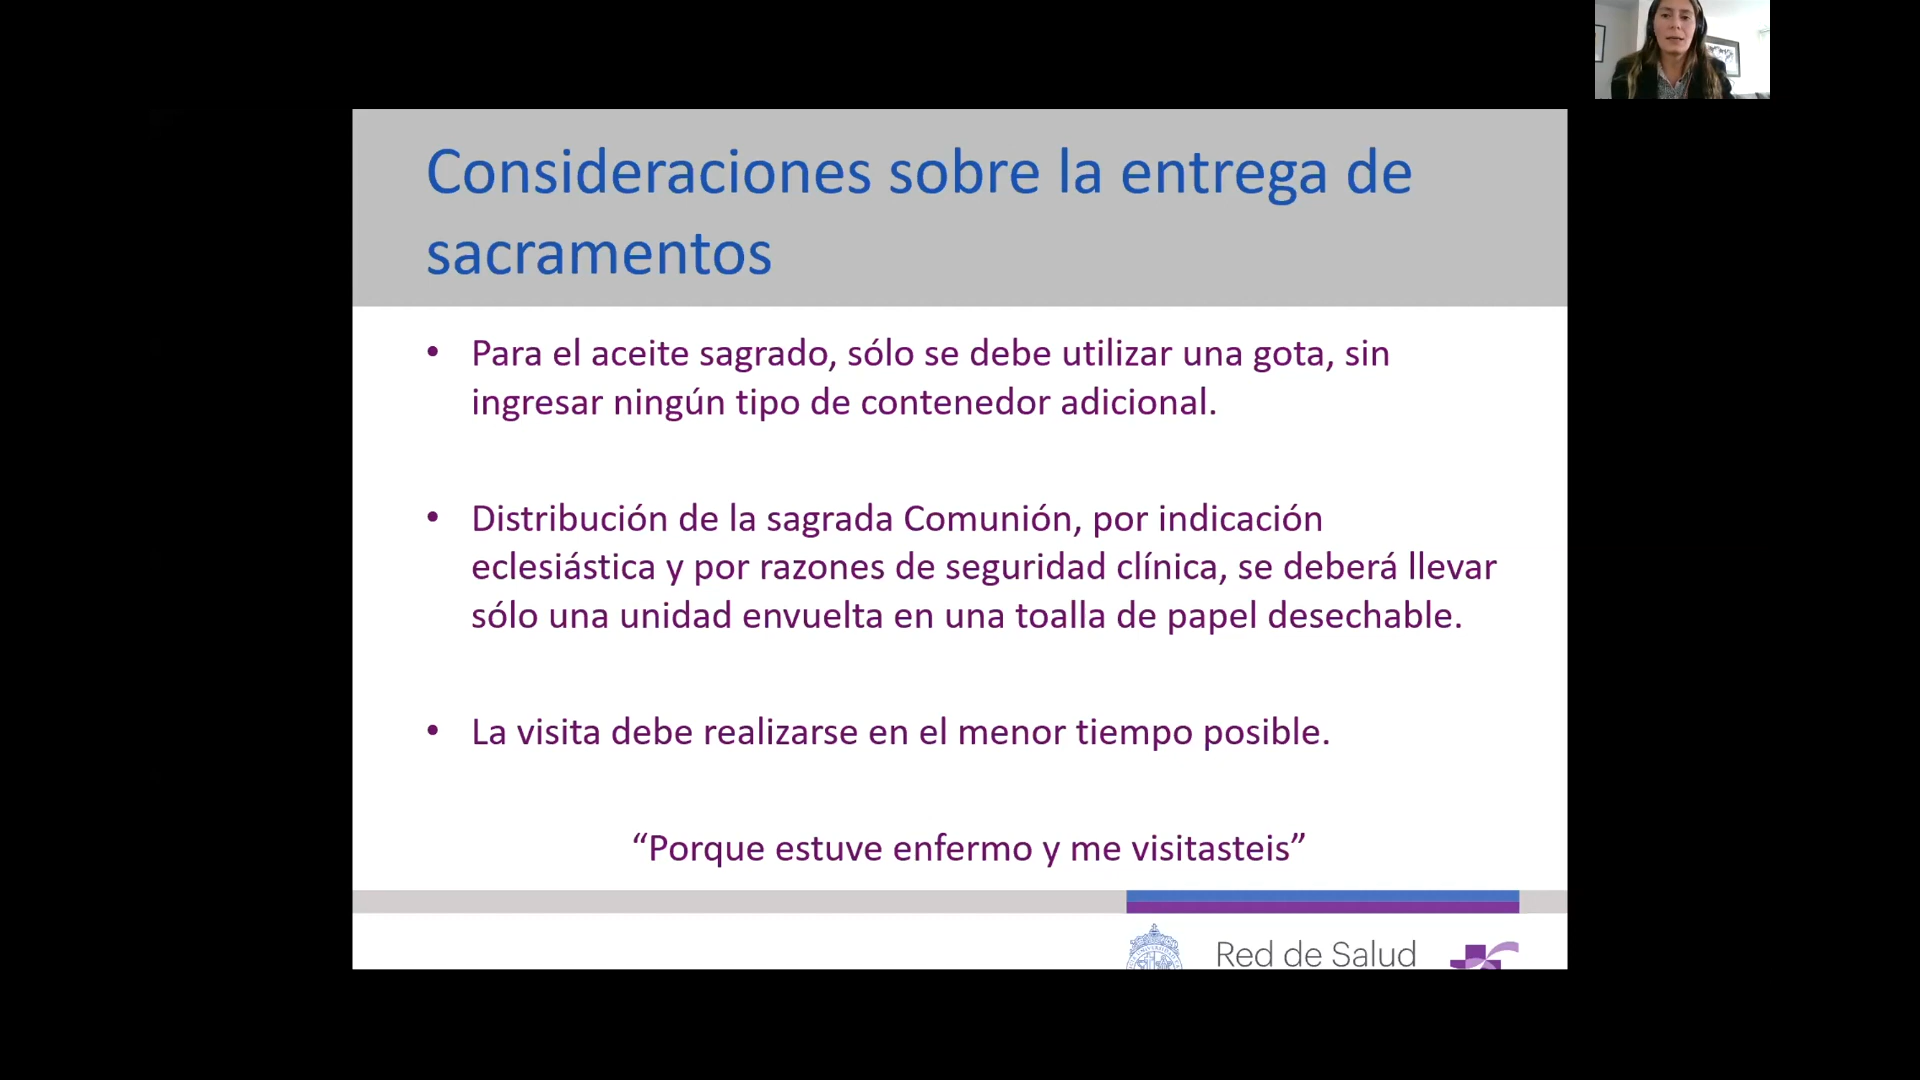 Consideraciones sobre la entrega de
sacramentos
• Para el aceite sagrado, sólo se debe utilizar una gota, sin
ingresar ningún tipo de contenedor adicional.
• Distribución de la sagrada Comunión, por indicación
eclesiástica y por razones de seguridad clínica, se deberá llevar
sólo una unidad envuelta en una toalla de papel desechable.
• La visita debe realizarse en el menor tiempo posible.
“Porque estuve enfermo y me visitasteis”
Red de Salud